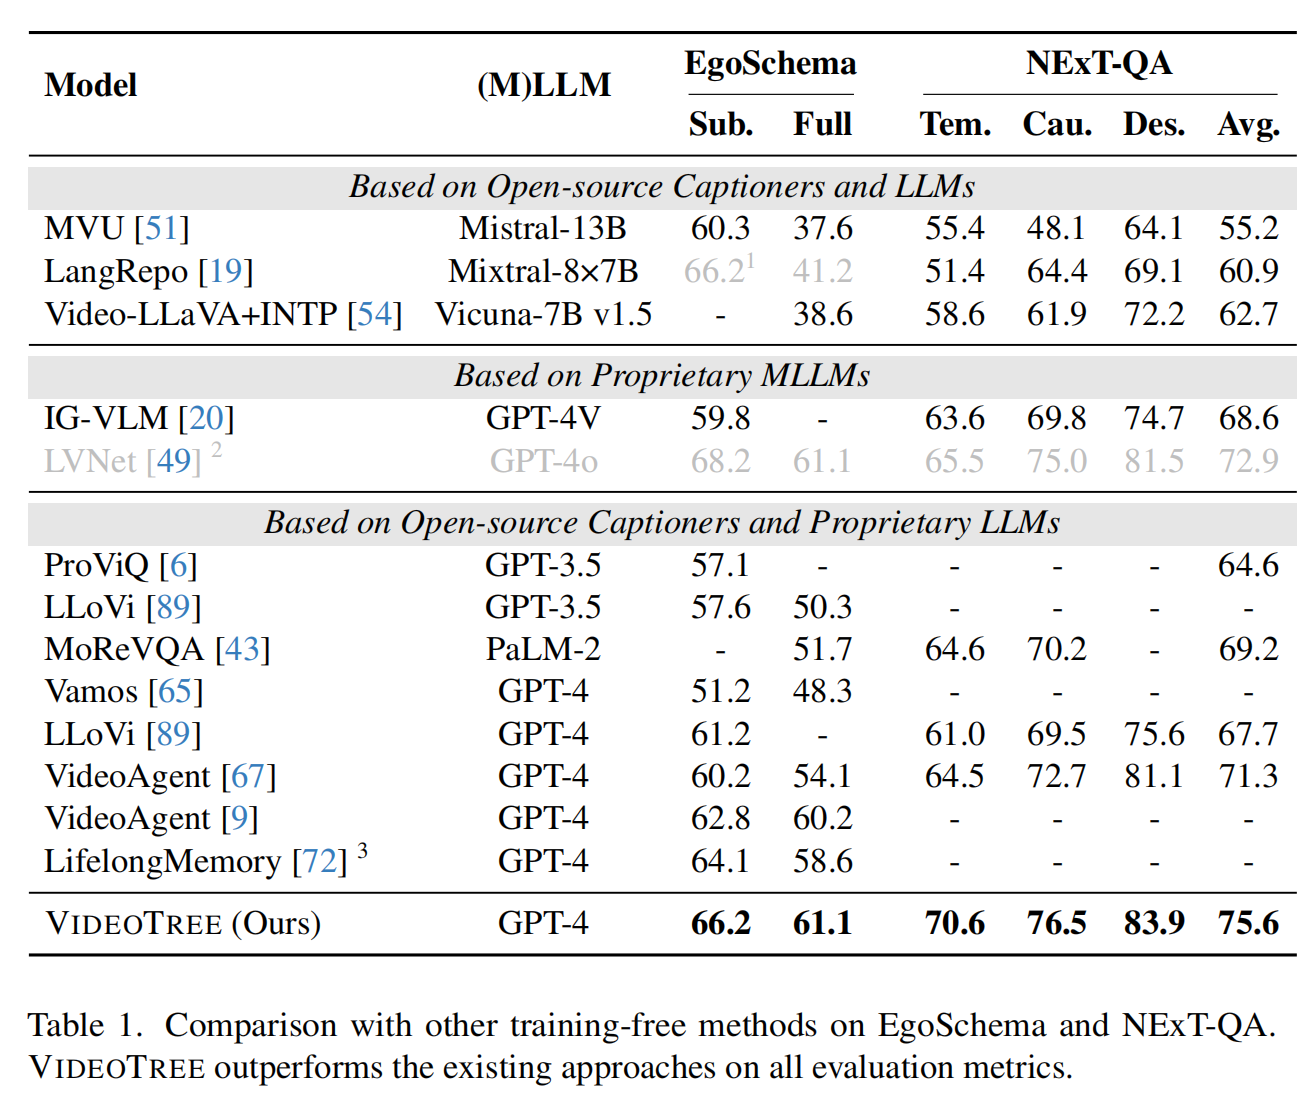 Model (M)LLM EgoSchema NExT-QA
Sub. Full Tem. Cau. Des. Avg.
Based on Open-source Captioners and LLMs
MVU [51] Mistral-13B 60.3 37.6 55.4 48.1 64.1 55.2
LangRepo [19] Mixtral-8×7B 66.2¹ 41.2 51.4 64.4 69.1 60.9
Video-LLaVA+INTP [54] Vicuna-7B v1.5 - 38.6 58.6 61.9 72.2 62.7
Based on Proprietary MLLMs
IG-VLM [20] GPT-4V 59.8 - 63.6 69.8 74.7 68.6
LVNet [49] ² GPT-4o 68.2 61.1 65.5 75.0 81.5 72.9
Based on Open-source Captioners and Proprietary LLMs
ProViQ [6] GPT-3.5 57.1 - - - - 64.6
LLoVi [89] GPT-3.5 57.6 50.3 - - - -
MoReVQA [43] PaLM-2 - 51.7 64.6 70.2 - 69.2
Vamos [65] GPT-4 51.2 48.3 - - - -
LLoVi [89] GPT-4 61.2 - 61.0 69.5 75.6 67.7
VideoAgent [67] GPT-4 60.2 54.1 64.5 72.7 81.1 71.3
VideoAgent [9] GPT-4 62.8 60.2 - - - -
LifelongMemory [72] ³ GPT-4 64.1 58.6 - - - -
VIDEOTREE (Ours) GPT-4 66.2 61.1 70.6 76.5 83.9 75.6
Table 1. Comparison with other training-free methods on EgoSchema and NExT-QA.
VIDEOTREE outperforms the existing approaches on all evaluation metrics.